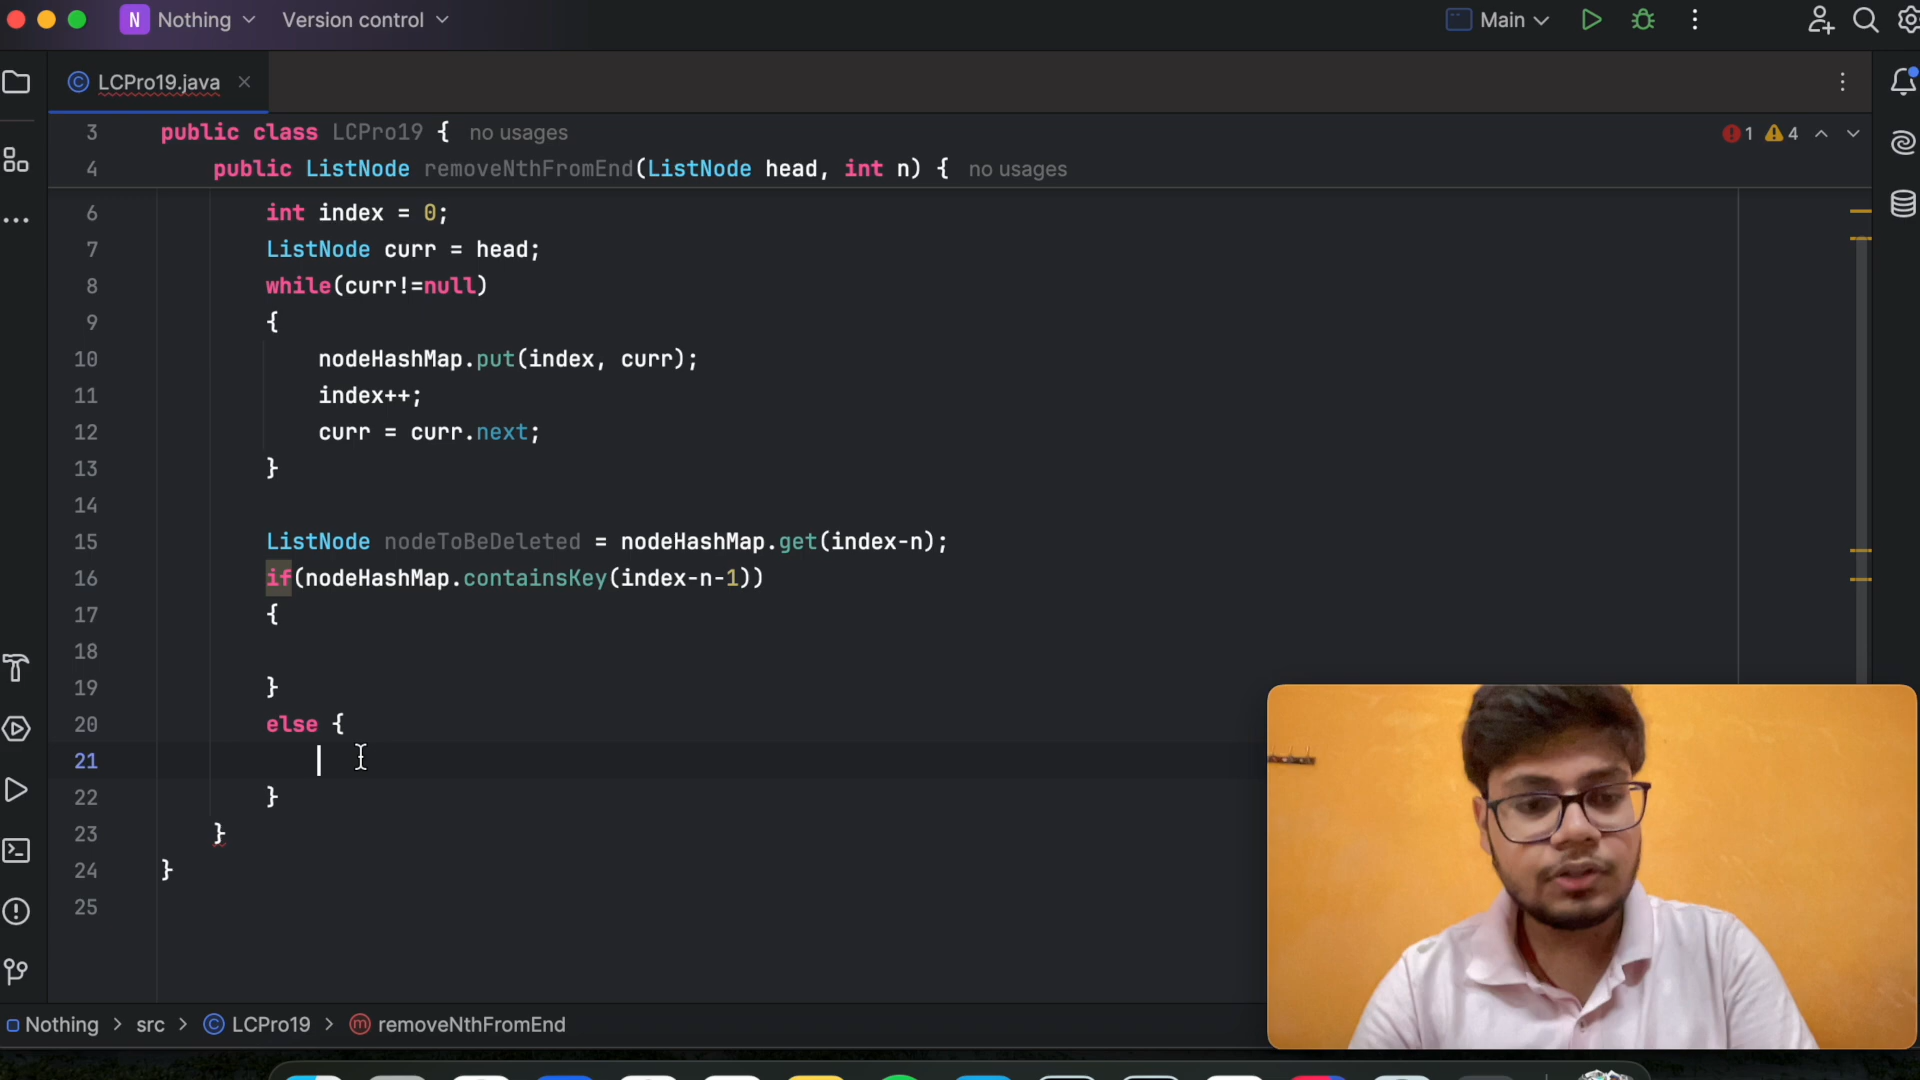 N Nothing Version control Main
LCPro19.java
3 public class LCPro19 { no usages 1 4
4 public ListNode removeNthFromEnd(ListNode head, int n) { no usages
6 int index = 0;
7 ListNode curr = head;
8 while(curr!=null)
9 {
10 nodeHashMap.put(index, curr);
11 index++;
12 curr = curr.next;
13 }
14
15 ListNode nodeToBeDeleted = nodeHashMap.get(index-n);
16 if(nodeHashMap.containsKey(index-n-1))
17 {
18
19 }
20 else {
21
22 }
23 }
24 }
25
Nothing > src > LCPro19 > removeNthFromEnd